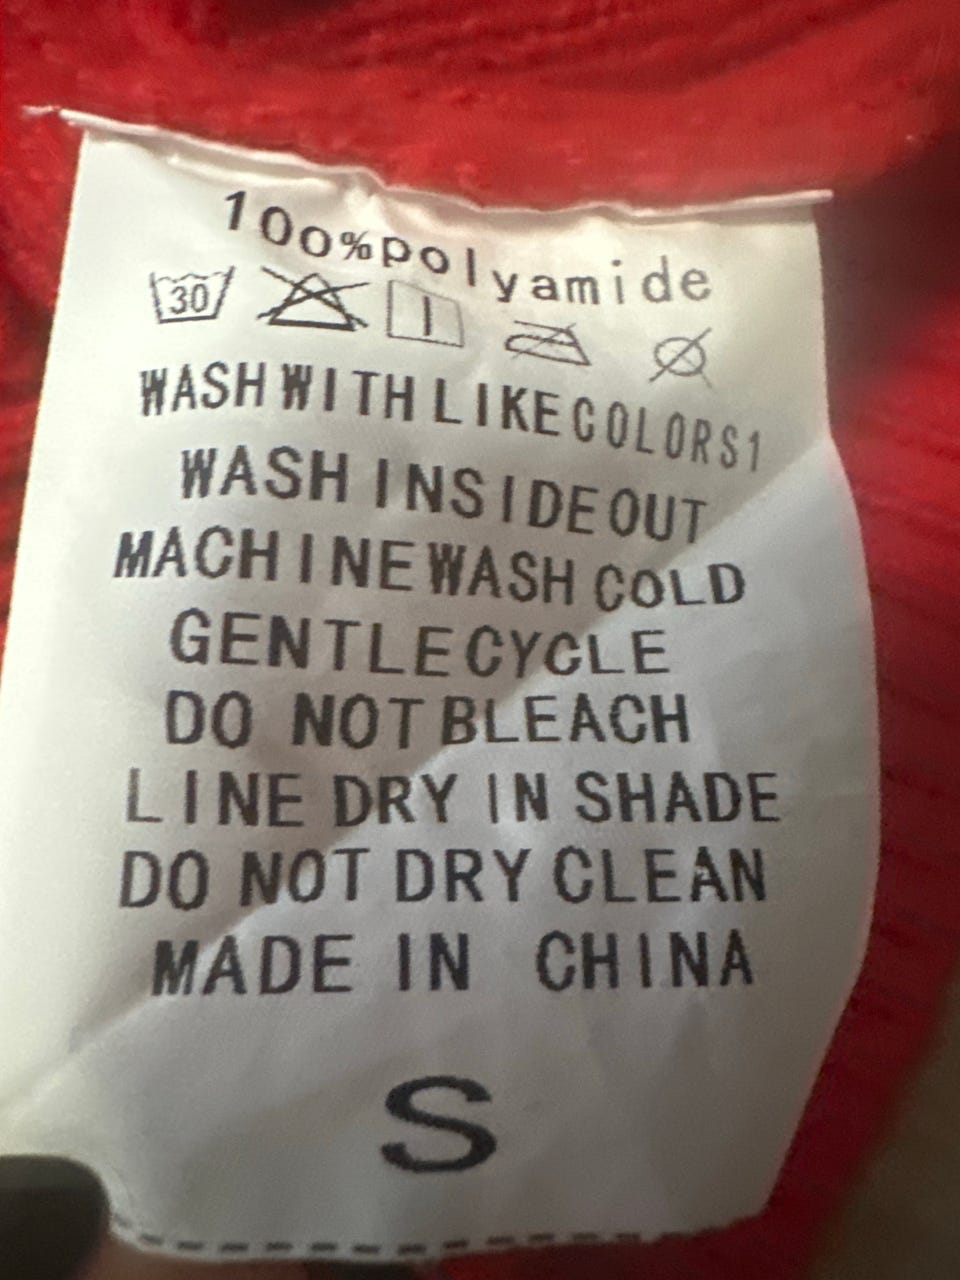 100%polyamide
30
WASH WITH LIKE COLORS1
WASH INSIDE OUT
MACHINE WASH COLD
GENTLE CYCLE
DO NOT BLEACH
LINE DRY IN SHADE
DO NOT DRY CLEAN
MADE IN CHINA
S